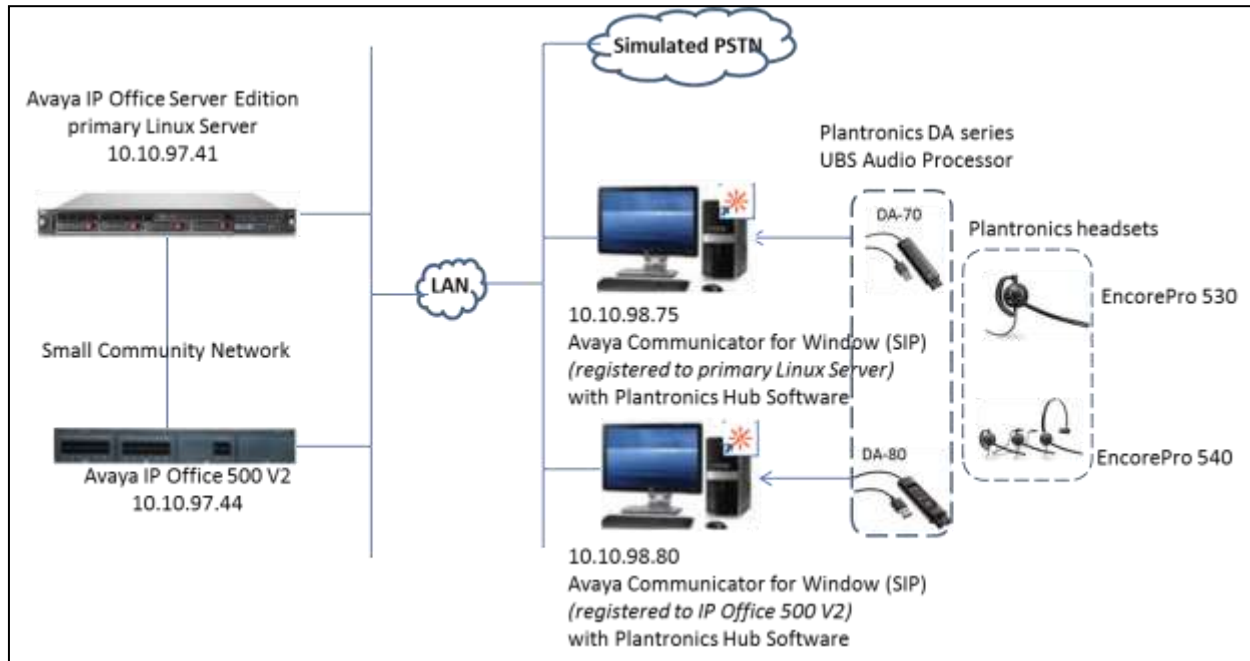 Simulated PSTN
Avaya IP Office Server Edition
primary Linux Server
10.10.97.41
Plantronics DA series
UBS Audio Processor
DA-70
Plantronics headsets
EncorePro 530
LAN
10.10.98.75
Avaya Communicator for Window (SIP)
(registered to primary Linux Server)
with Plantronics Hub Software
Small Community Network
DA-80
EncorePro 540
Avaya IP Office 500 V2
10.10.97.44
10.10.98.80
Avaya Communicator for Window (SIP)
(registered to IP Office 500 V2)
with Plantronics Hub Software